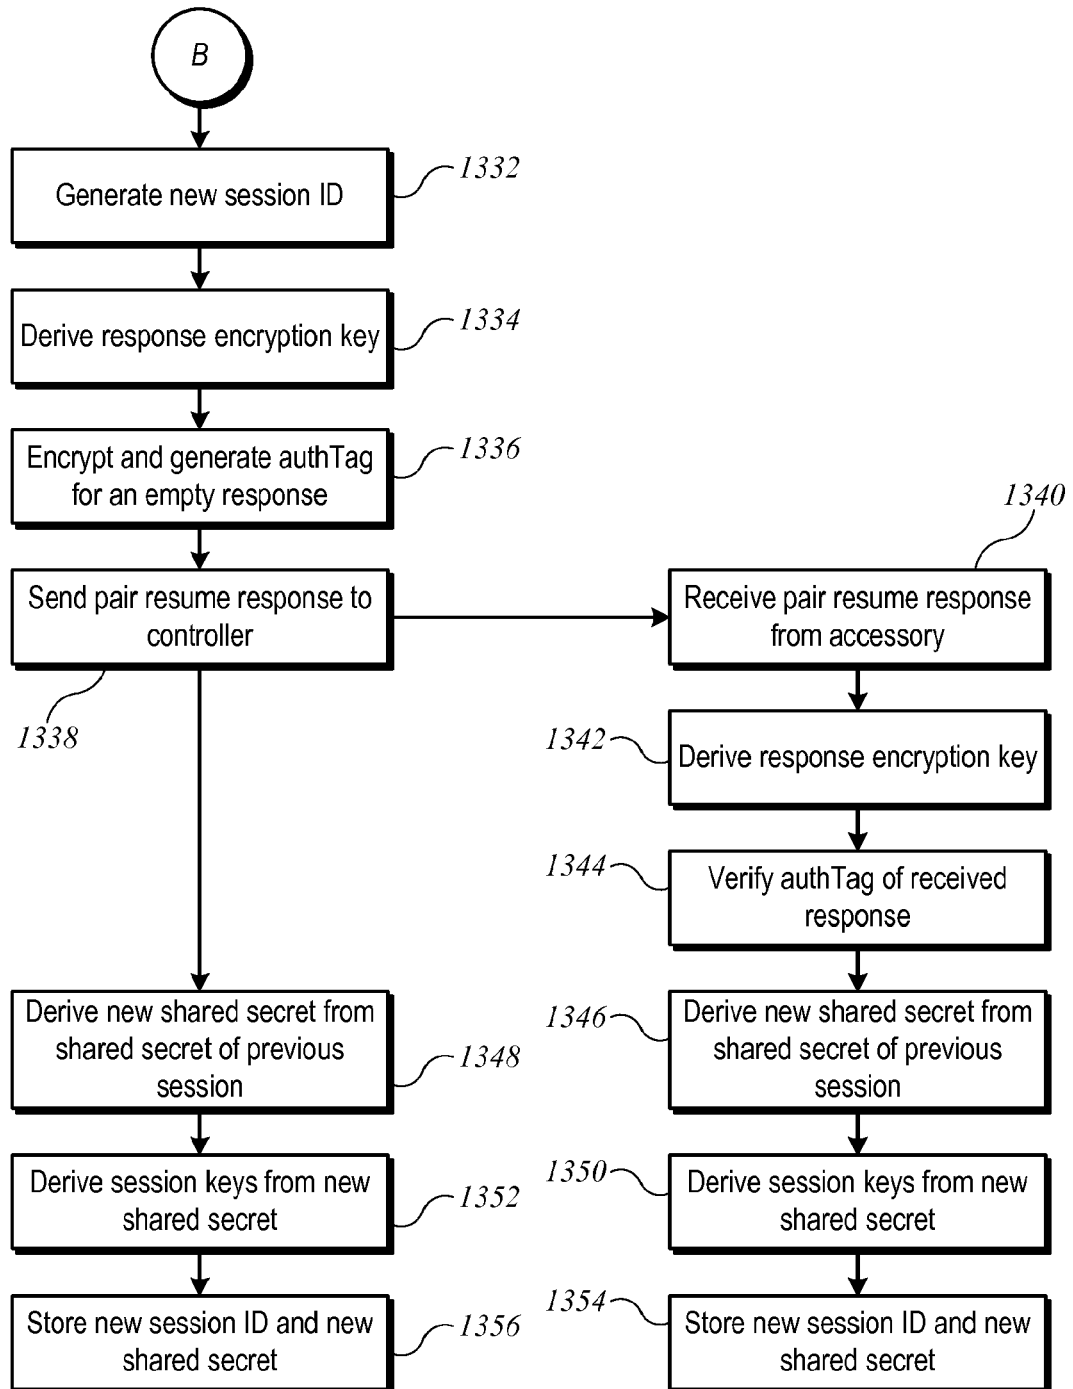 B
Generate new session ID
1332
Derive response encryption key
1334
Encrypt and generate authTag
for an empty response
1336
Send pair resume response to
controller
1338
1340
Receive pair resume response
from accessory
1342
Derive response encryption key
1344
Verify authTag of received
response
Derive new shared secret from
shared secret of previous
session
1348
1346
Derive new shared secret from
shared secret of previous
session
Derive session keys from new
shared secret
1352
1350
Derive session keys from new
shared secret
Store new session ID and new
shared secret
1356
1354
Store new session ID and new
shared secret